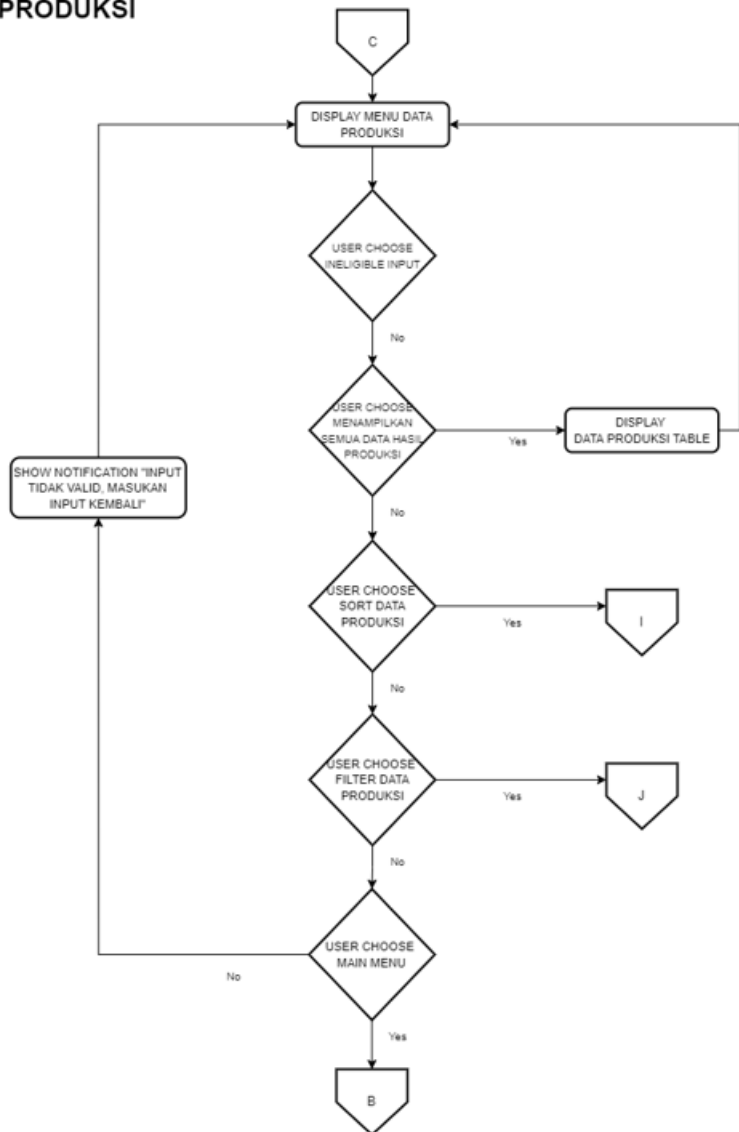 PRODUKSI
C
DISPLAY MENU DATA
PRODUKSI
USER CHOOSE
INELIGIBLE INPUT
No
USER CHOOSE
MENAMPILKAN
SEMUA DATA HASIL
PRODUKSI
Yes
DISPLAY
DATA PRODUKSI TABLE
SHOW NOTIFICATION "INPUT
TIDAK VALID, MASUKAN
INPUT KEMBALI"
No
USER CHOOSE
SORT DATA
PRODUKSI
Yes
I
No
USER CHOOSE
FILTER DATA
PRODUKSI
Yes
J
No
USER CHOOSE
MAIN MENU
No
Yes
B